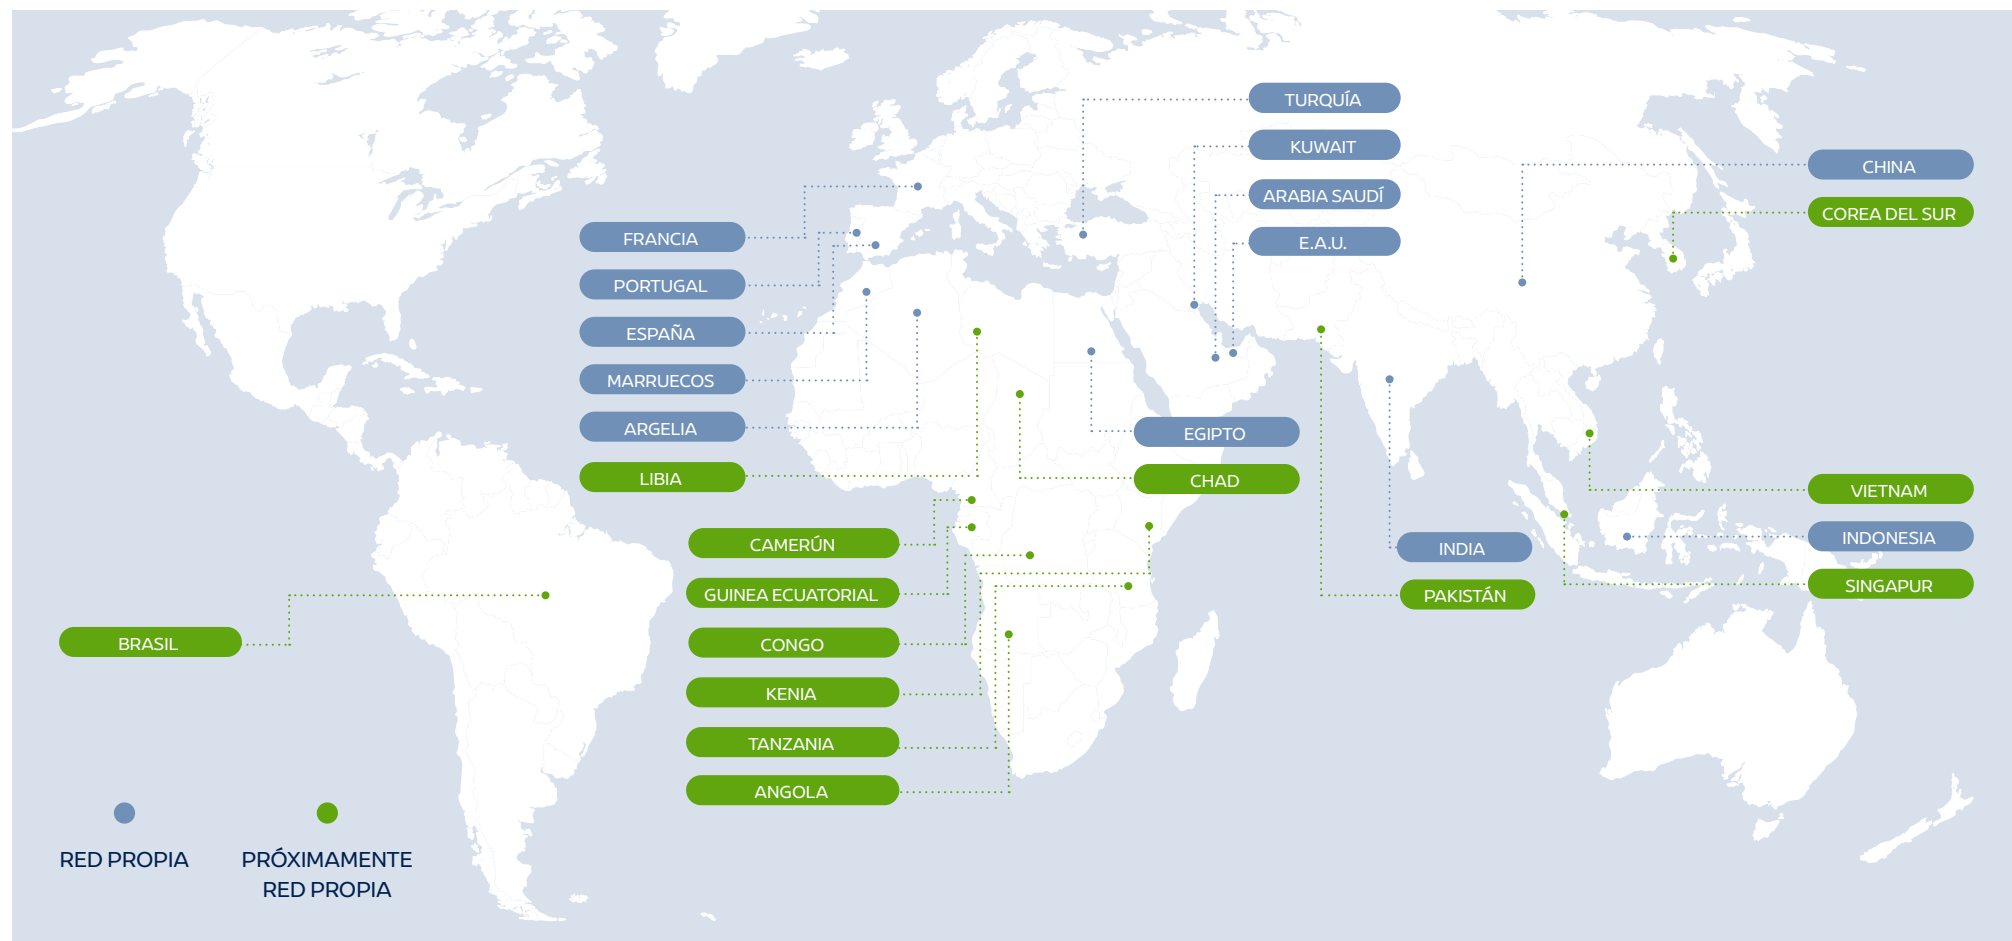 TURQUÍA
KUWAIT
ARABIA SAUDÍ
E.A.U.
CHINA
COREA DEL SUR
FRANCIA
PORTUGAL
ESPAÑA
MARRUECOS
ARGELIA
LIBIA
EGIPTO
CHAD
CAMERÚN
GUINEA ECUATORIAL
CONGO
KENIA
TANZANIA
ANGOLA
INDIA
PAKISTÁN
VIETNAM
INDONESIA
SINGAPUR
BRASIL
RED PROPIA
PRÓXIMAMENTE
RED PROPIA